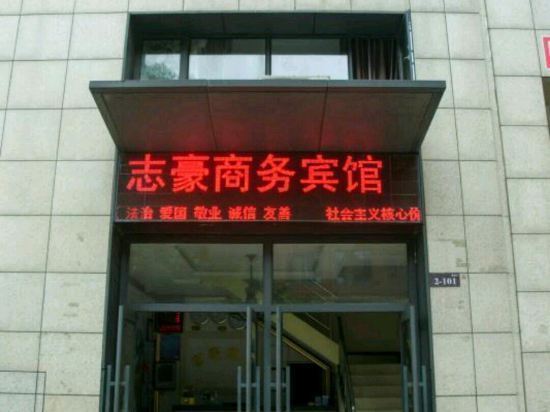 志豪商务宾馆
法治 爱国 敬业 诚信 友善 社会主义核心价
2-101